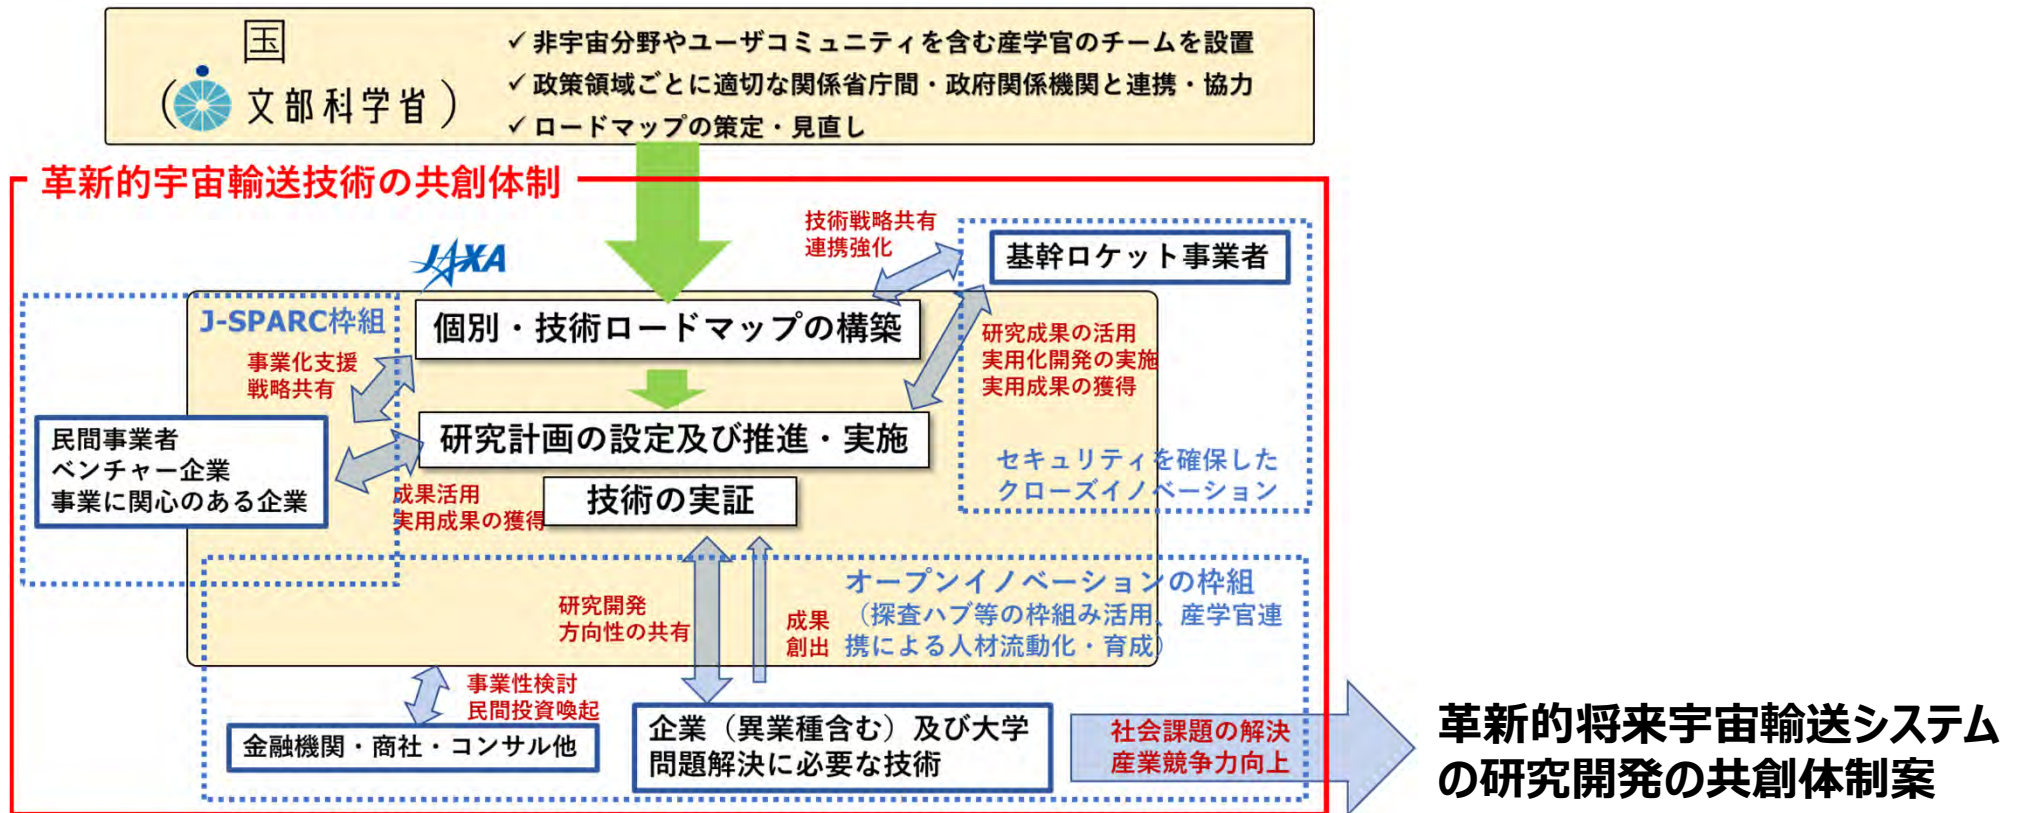 国
(文部科学省)
✓非宇宙分野やユーザコミュニティを含む産学官のチームを設置
✓政策領域ごとに適切な関係省庁間・政府関係機関と連携・協力
✓ロードマップの策定・見直し
革新的宇宙輸送技術の共創体制
JAXA
技術戦略共有
連携強化
基幹ロケット事業者
J-SPARC枠組
個別・技術ロードマップの構築
事業化支援
戦略共有
研究成果の活用
実用化開発の実施
実用成果の獲得
民間事業者
ベンチャー企業
事業に関心のある企業
研究計画の設定及び推進・実施
セキュリティを確保した
クローズイノベーション
成果活用
実用成果の獲得
技術の実証
オープンイノベーションの枠組
（探査ハブ等の枠組み活用、産学官連
携による人材流動化・育成）
研究開発
方向性の共有
成果
創出
事業性検討
民間投資喚起
金融機関・商社・コンサル他
企業（異業種含む）及び大学
問題解決に必要な技術
社会課題の解決
産業競争力向上
革新的将来宇宙輸送システム
の研究開発の共創体制案